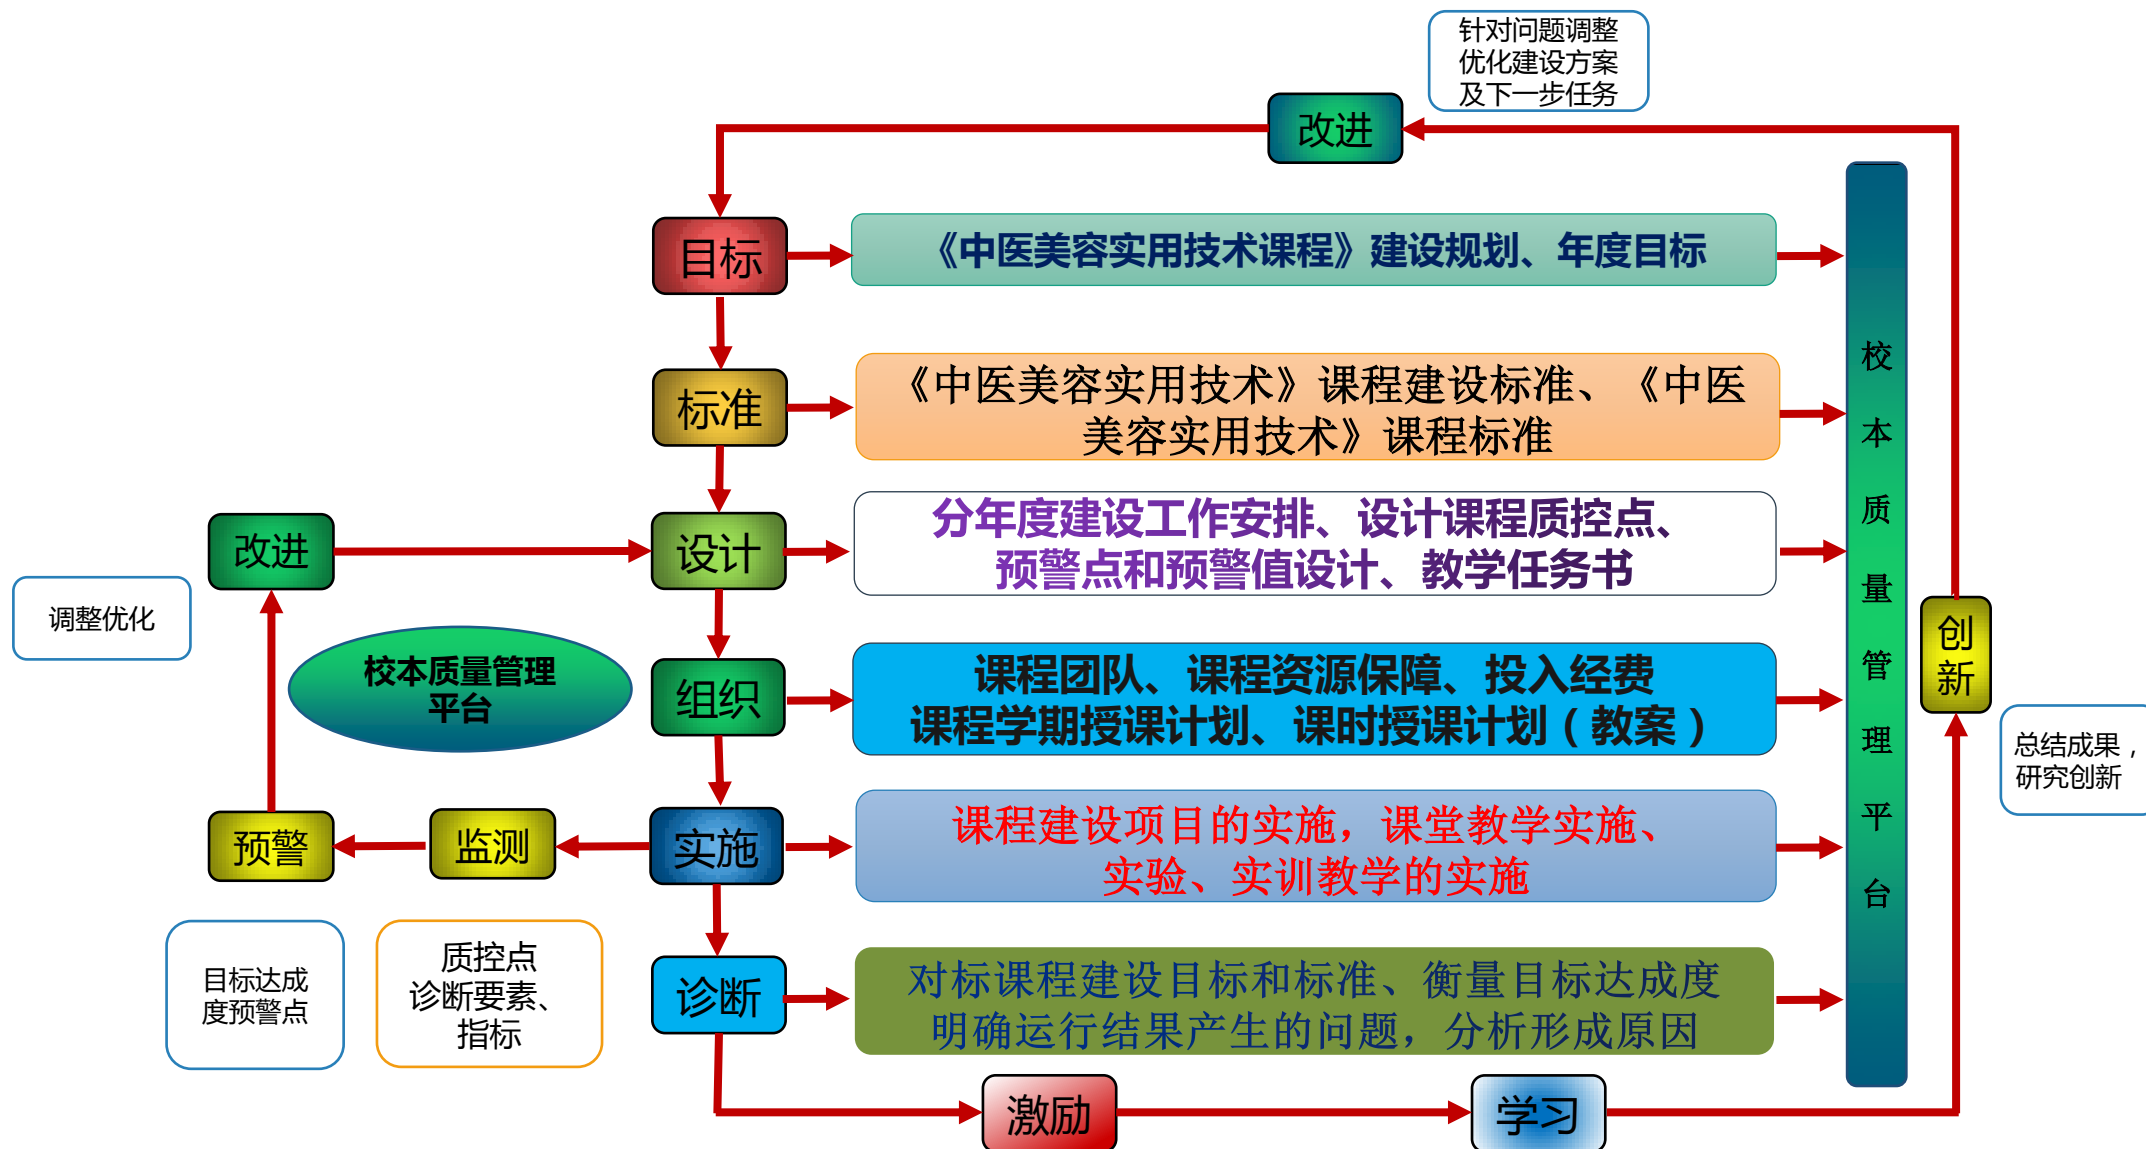 针对问题调整
优化建设方案
及下一步任务
改进
目标
《中医美容实用技术课程》建设规划、年度目标
标准
《中医美容实用技术》课程建设标准、《中医
美容实用技术》课程标准
改进
设计
分年度建设工作安排、设计课程质控点、
预警点和预警值设计、教学任务书
调整优化
校本质量管理
平台
组织
课程团队、课程资源保障、投入经费
课程学期授课计划、课时授课计划（教案）
预警
监测
实施
课程建设项目的实施，课堂教学实施、
实验、实训教学的实施
目标达成
度预警点
质控点
诊断要素、
指标
诊断
对标课程建设目标和标准、衡量目标达成度
明确运行结果产生的问题，分析形成原因
激励
学习
校
本
质
量
管
理
平
台
创
新
总结成果，
研究创新